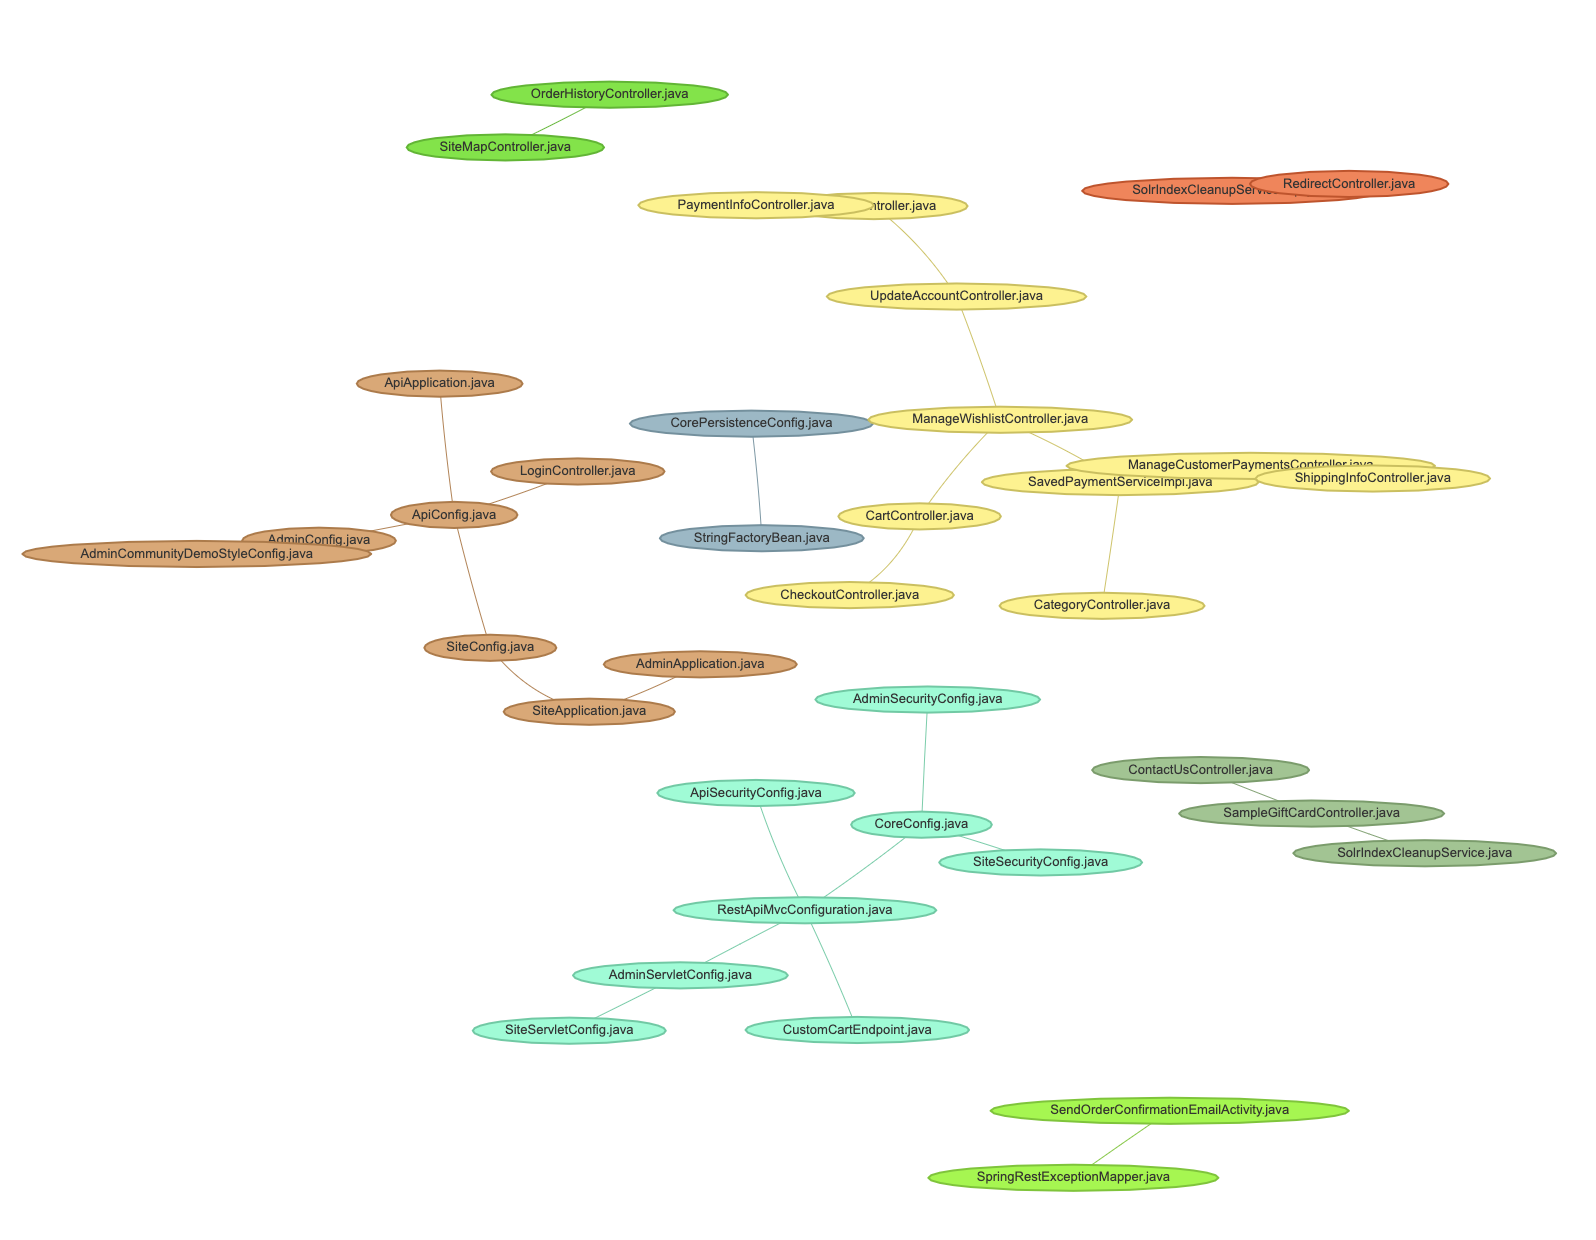 OrderHistoryController.java
SiteMapController.java
SolrIndexCleanupServ
RedirectController.java
PaymentInfoController.java
ntroller.java
UpdateAccountController.java
ApiApplication.java
CorePersistenceConfig.java
ManageWishlistController.java
LoginController.java
ManageCustomerPaymentsController.java
SavedPaymentServiceImpl.java
ShippingInfoController.java
ApiConfig.java
CartController.java
AdminConfig.java
AdminCommunityDemoStyleConfig.java
StringFactoryBean.java
CheckoutController.java
CategoryController.java
SiteConfig.java
AdminApplication.java
SiteApplication.java
AdminSecurityConfig.java
ContactUsController.java
ApiSecurityConfig.java
SampleGiftCardController.java
CoreConfig.java
SolrIndexCleanupService.java
SiteSecurityConfig.java
RestApiMvcConfiguration.java
AdminServletConfig.java
SiteServletConfig.java
CustomCartEndpoint.java
SendOrderConfirmationEmailActivity.java
SpringRestExceptionMapper.java